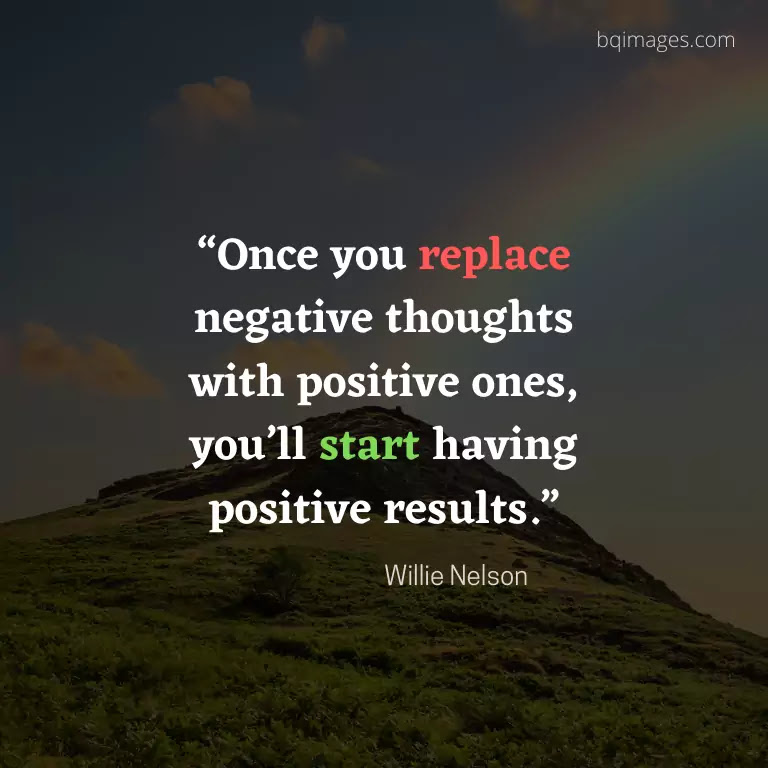 bqimages.com
“Once you replace
negative thoughts
with positive ones,
you’ll start having
positive results.”
Willie Nelson